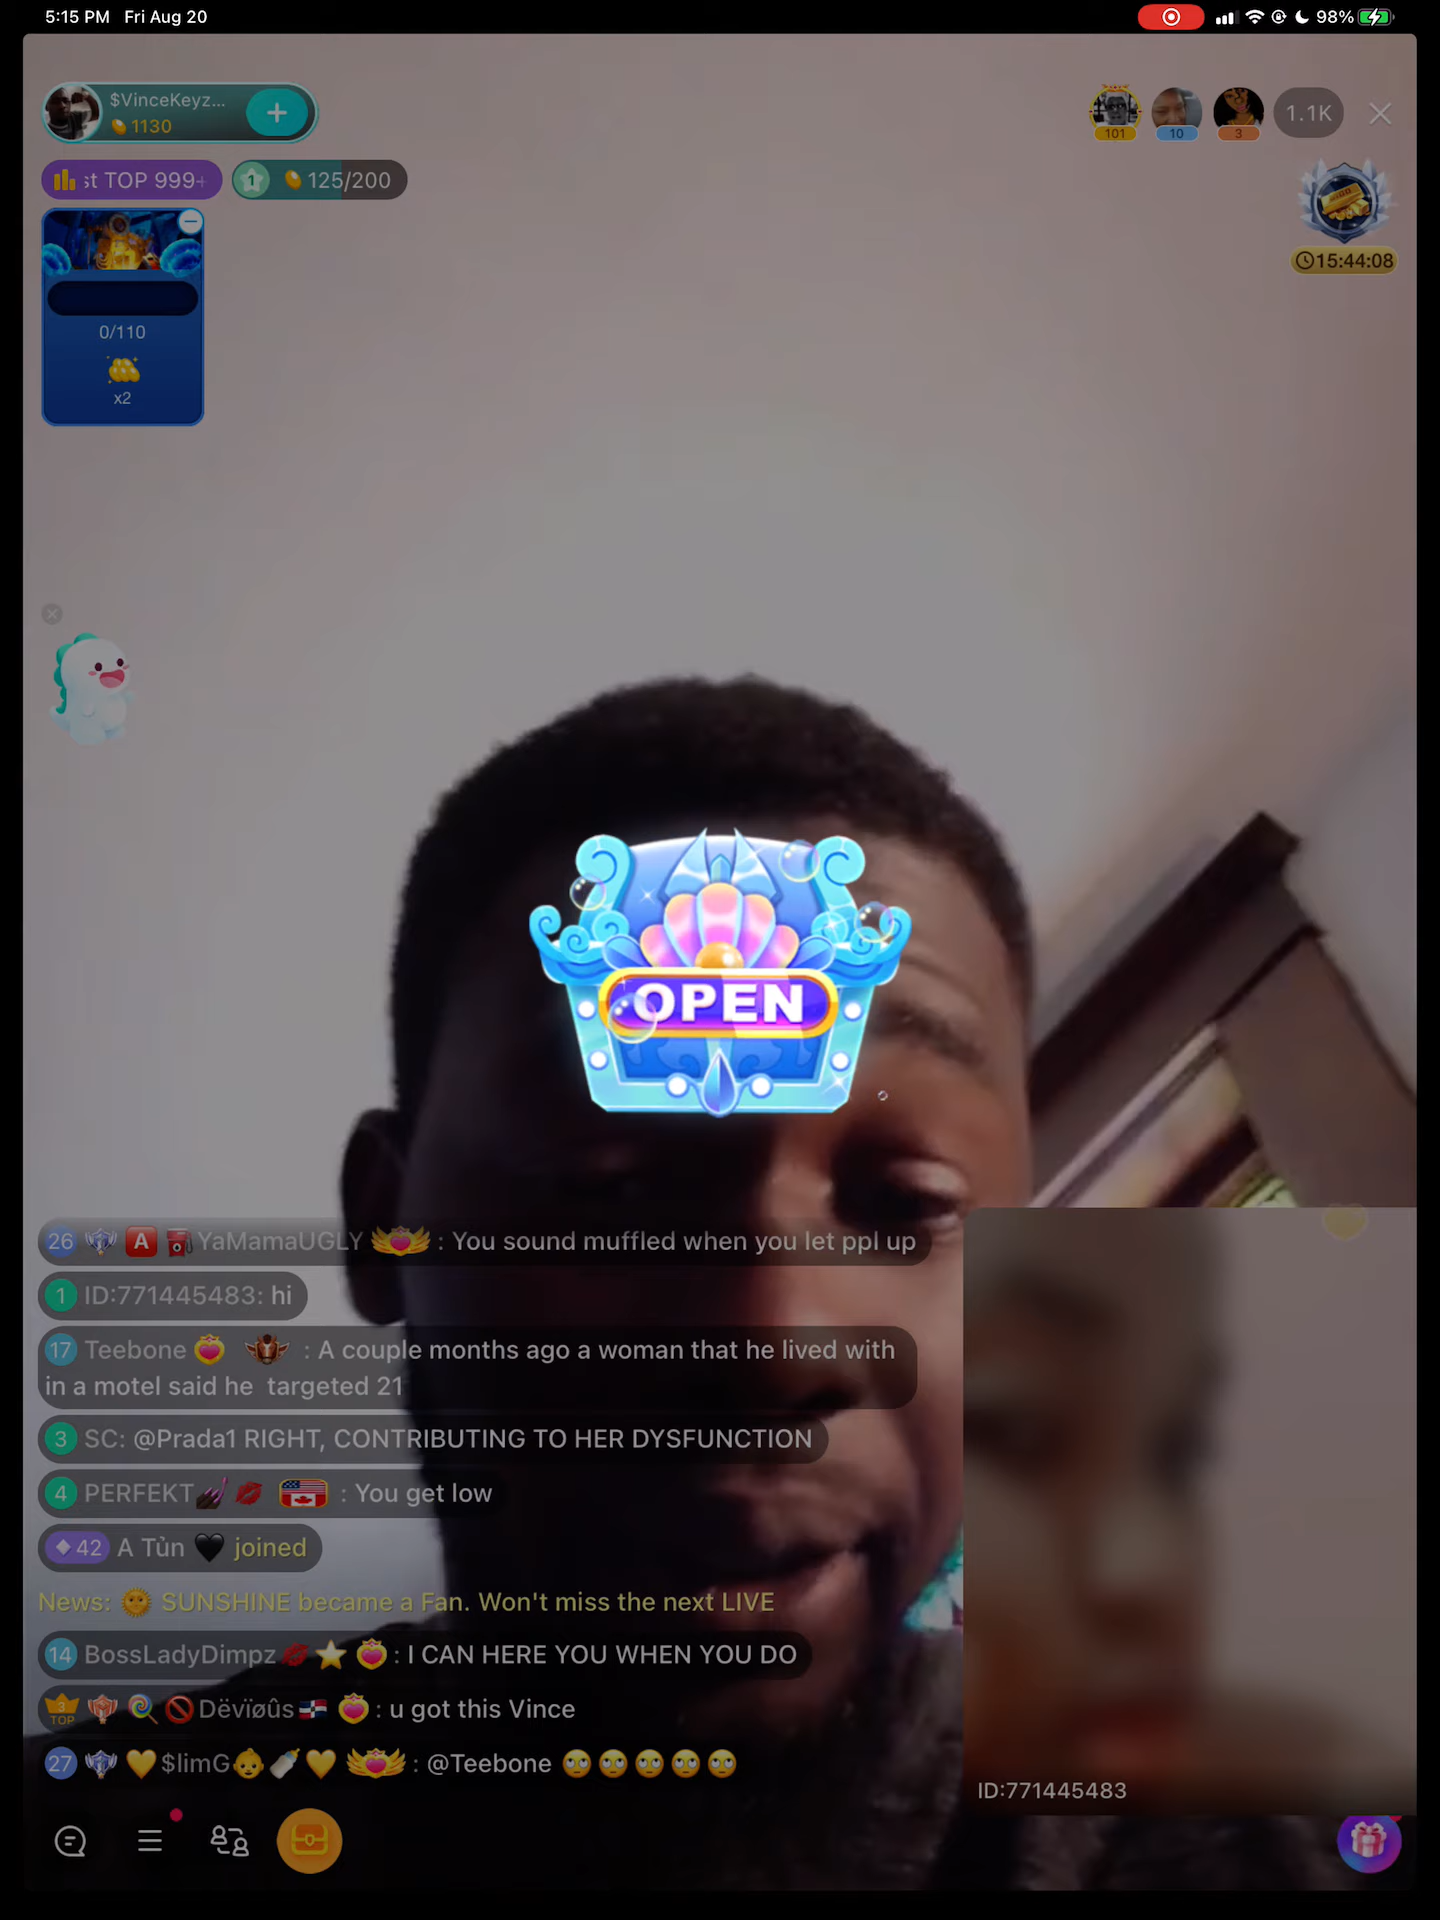 5:15 PM Fri Aug 20
98%
$VinceKeyz...
1130
101
10
3
1.1K
st TOP 999+
1
125/200
15:44:08
0/110
x2
OPEN
26 A YaMamaUGLY : You sound muffled when you let ppl up
1 ID:771445483: hi
17 Teebone : A couple months ago a woman that he lived with
in a motel said he targeted 21
3 SC: @Prada1 RIGHT, CONTRIBUTING TO HER DYSFUNCTION
4 PERFEKT💅🏿💋 : You get low
42 A Tùn 🖤 joined
News: 🌞 SUNSHINE became a Fan. Won't miss the next LIVE
14 BossLadyDimpz💋⭐ : I CAN HERE YOU WHEN YOU DO
3 TOP 🍭🚫Dëvïøûs🇩🇴 : u got this Vince
27 💛$limG👶🍼💛 : @Teebone 🙄🙄🙄🙄🙄
ID:771445483